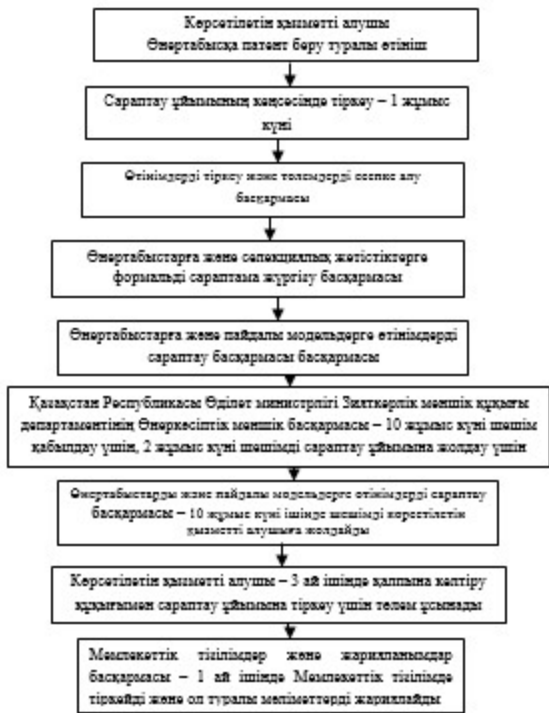 Көрсетілетін қызметті алушы
Өнертабысқа патент беру туралы өтініш
Сараптау ұйымының кеңсесінде тіркеу – 1 жұмыс
күні
Өтінімдерді тіркеу және төлемдерді есепке алу
басқармасы
Өнертабыстарға және селекциялық жетістіктерге
формальді сараптама жүргізу басқармасы
Өнертабыстарға және пайдалы модельдерге өтінімдерді
сараптау басқармасы басқармасы
Қазақстан Республикасы Әділет министрлігі Зияткерлік меншік құқығы
департаментінің Өнеркәсіптік меншік басқармасы – 10 жұмыс күні шешім
қабылдау үшін, 2 жұмыс күні шешімді сараптау ұйымына жолдау үшін
Өнертабыстарды және пайдалы модельдерге өтінімдерді сараптау
басқармасы – 10 жұмыс күні ішінде шешімді көрсетілетін
қызметті алушыға жолдайды
Көрсетілетін қызметті алушы – 3 ай ішінде қалпына келтіру
құқығымен сараптау ұйымына тіркеу үшін төлем ұсынады
Мемлекеттік тізілімдер және жарияланымдар
басқармасы – 1 ай ішінде Мемлекеттік тізілімде
тіркейді және ол туралы мәліметтерді жариялайды